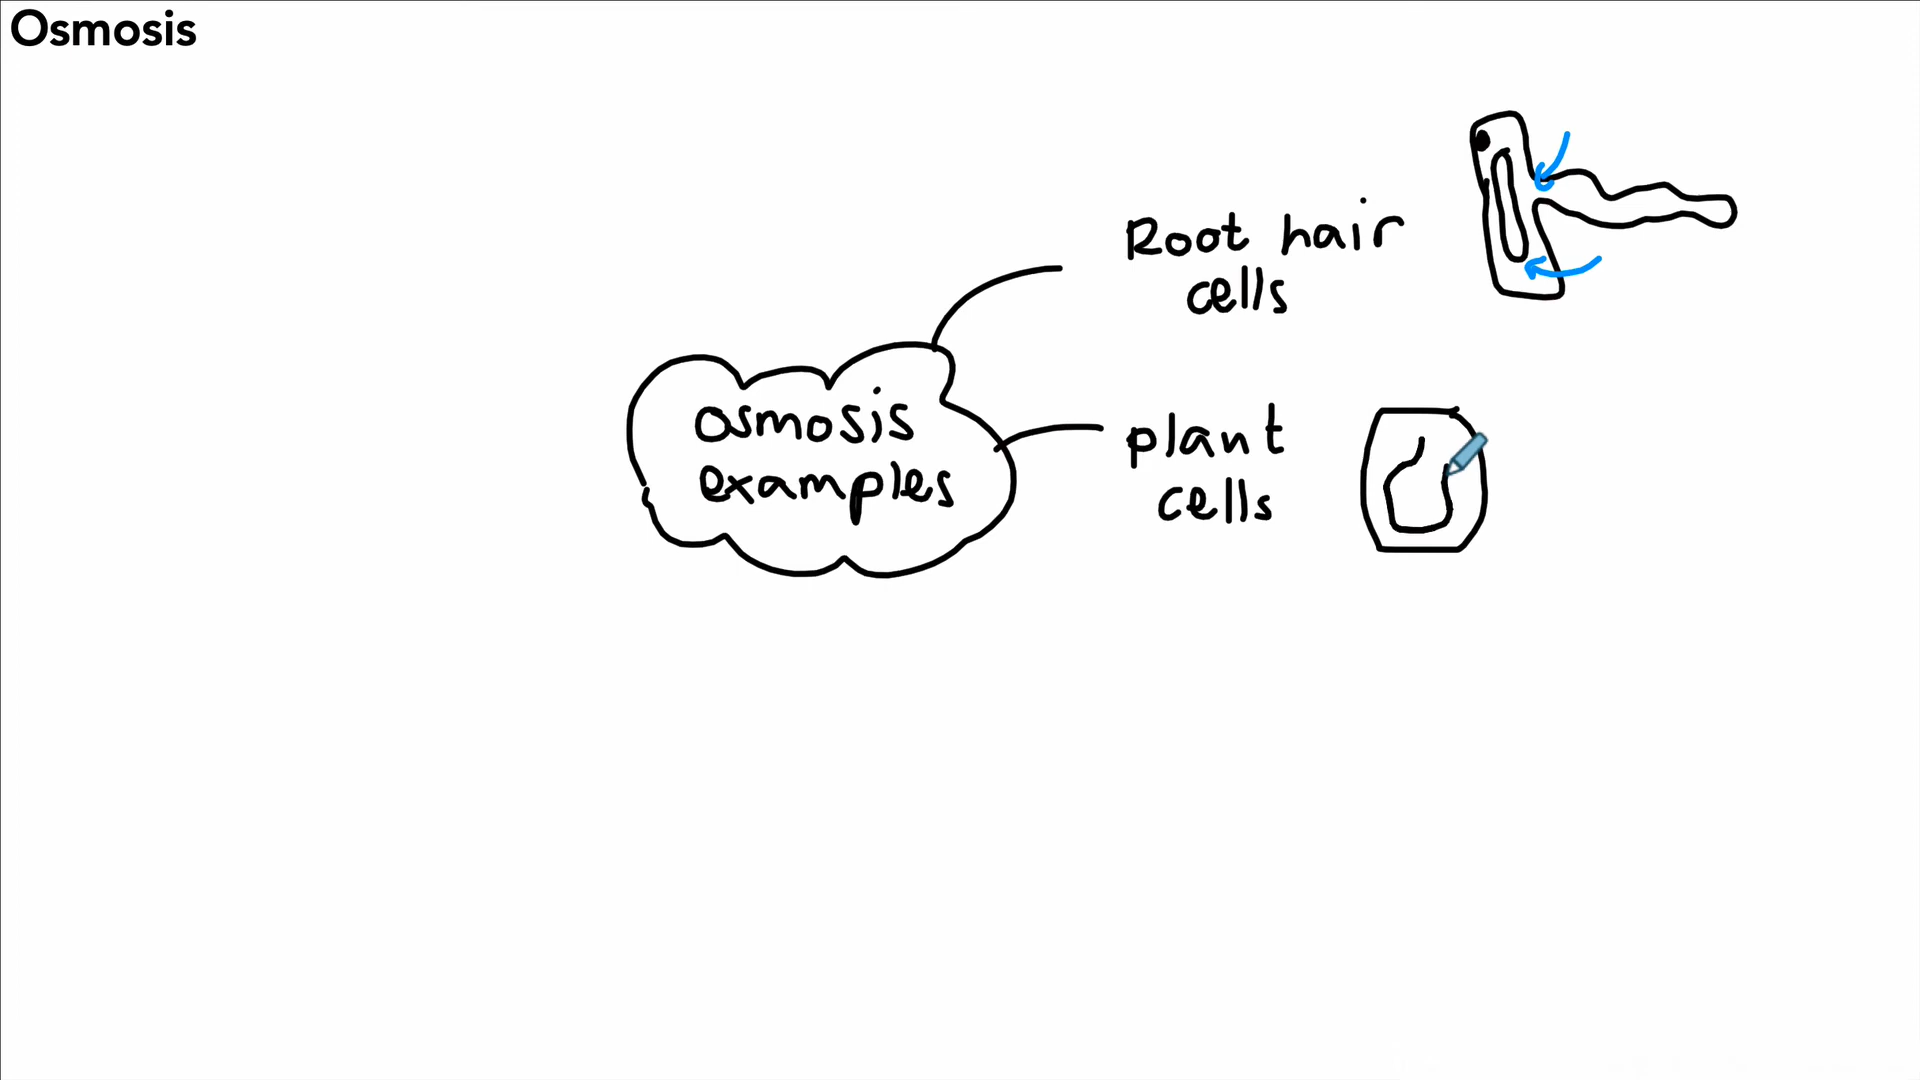 Osmosis
Root hair
cells
osmosis
examples
plant
cells